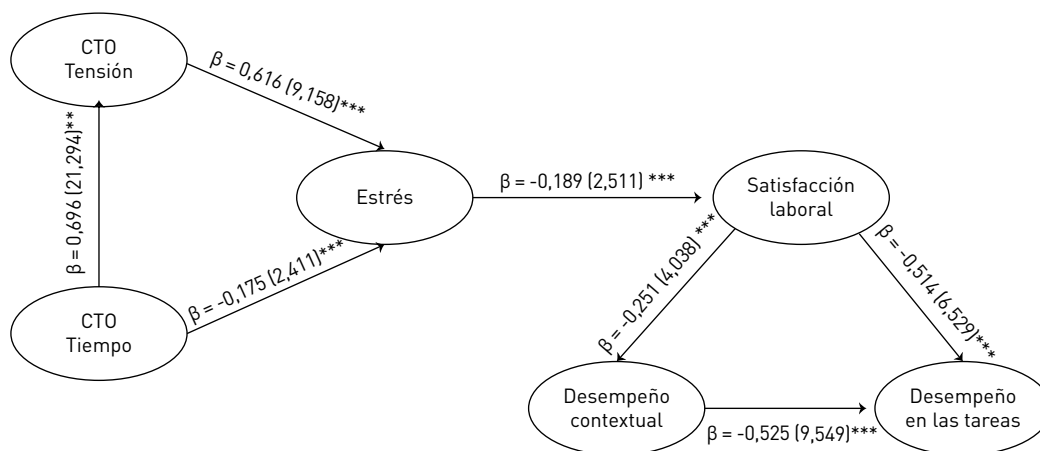 CTO
Tensión
β = 0,616 (9,158)***
β = 0,696 (21,294)**
Estrés
β = -0,189 (2,511) ***
Satisfacción
laboral
β = -0,175 (2,411)***
CTO
Tiempo
β = -0,251 (4,038) ***
β = -0,514 (6,529)***
Desempeño
contextual
Desempeño
en las tareas
β = -0,525 (9,549)***